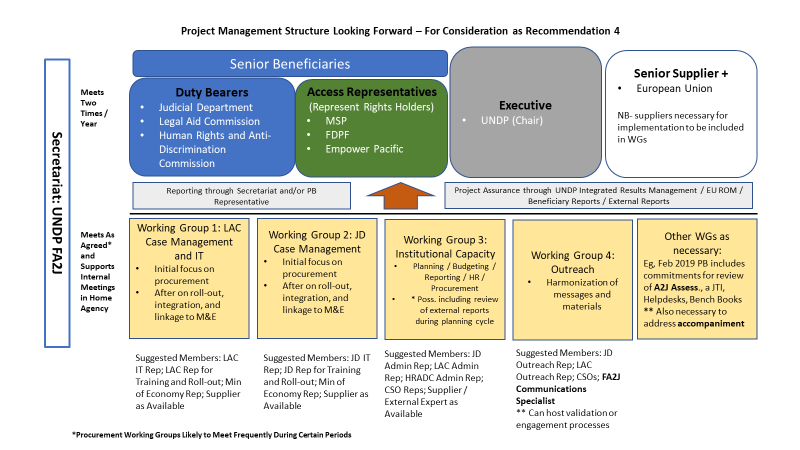 Project Management Structure Looking Forward – For Consideration as Recommendation 4
Secretariat: UNDP FA2J
Meets
Two
Times /
Year
Senior Beneficiaries
Duty Bearers
• Judicial Department
• Legal Aid Commission
• Human Rights and Anti-
Discrimination
Commission
Access Representatives
(Represent Rights Holders)
• MSP
• FDPF
• Empower Pacific
Executive
• UNDP (Chair)
Senior Supplier +
• European Union
NB- suppliers necessary for
implementation to be included
in WGs
Reporting through Secretariat and/or PB
Representative
Project Assurance through UNDP Integrated Results Management / EU ROM /
Beneficiary Reports / External Reports
Meets As
Agreed*
and
Supports
Internal
Meetings
in Home
Agency
Working Group 1: LAC
Case Management
and IT
• Initial focus on
procurement
• After on roll-out,
integration, and
linkage to M&E
Working Group 2: JD
Case Management
• Initial focus on
procurement
• After on roll-out,
integration, and
linkage to M&E
Working Group 3:
Institutional Capacity
• Planning / Budgeting /
Reporting / HR /
Procurement
• * Poss. including review
of external reports
during planning cycle
Working Group 4:
Outreach
• Harmonization of
messages and
materials
Other WGs as
necessary:
Eg, Feb 2019 PB includes
commitments for review
of A2J Assess., a JTI,
Helpdesks, Bench Books
** Also necessary to
address accompaniment
Suggested Members: LAC
IT Rep; LAC Rep for
Training and Roll-out; Min
of Economy Rep; Supplier
as Available
Suggested Members: JD IT
Rep; JD Rep for Training
and Roll-out; Min of
Economy Rep; Supplier as
Available
Suggested Members: JD
Admin Rep; LAC Admin
Rep; HRADC Admin Rep;
CSO Reps; Supplier /
External Expert as
Available
Suggested Members: JD
Outreach Rep; LAC
Outreach Rep; CSOs; FA2J
Communications
Specialist
** Can host validation or
engagement processes
*Procurement Working Groups Likely to Meet Frequently During Certain Periods